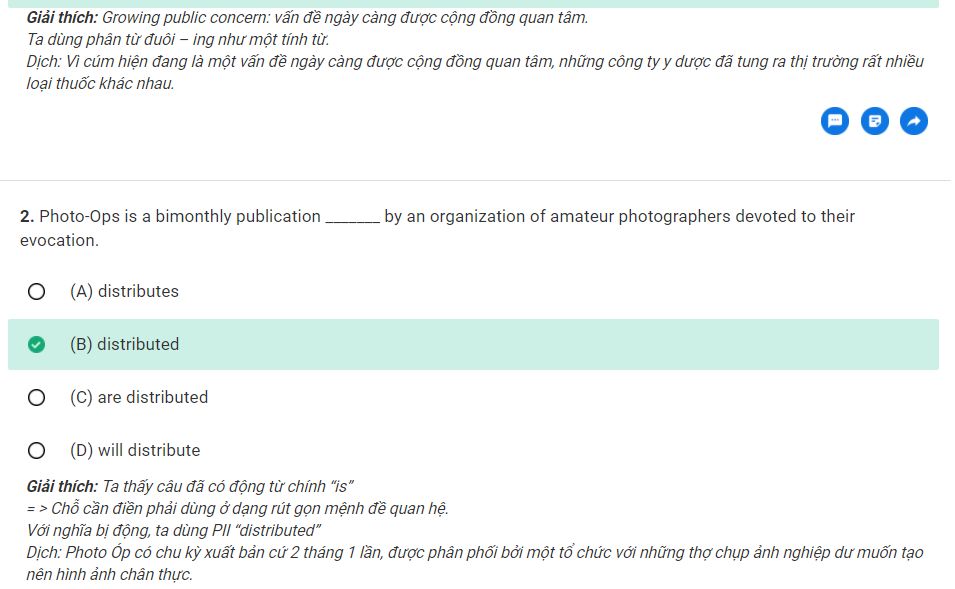 Giải thích: Growing public concern: vấn đề ngày càng được cộng đồng quan tâm.
Ta dùng phân từ đuôi – ing như một tính từ.
Dịch: Vì cúm hiện đang là một vấn đề ngày càng được cộng đồng quan tâm, những công ty y dược đã tung ra thị trường rất nhiều
loại thuốc khác nhau.
2. Photo-Ops is a bimonthly publication _______ by an organization of amateur photographers devoted to their
evocation.
(A) distributes
(B) distributed
(C) are distributed
(D) will distribute
Giải thích: Ta thấy câu đã có động từ chính “is”
= > Chỗ cần điền phải dùng ở dạng rút gọn mệnh đề quan hệ.
Với nghĩa bị động, ta dùng PII “distributed”
Dịch: Photo Óp có chu kỳ xuất bản cứ 2 tháng 1 lần, được phân phối bởi một tổ chức với những thợ chụp ảnh nghiệp dư muốn tạo
nên hình ảnh chân thực.